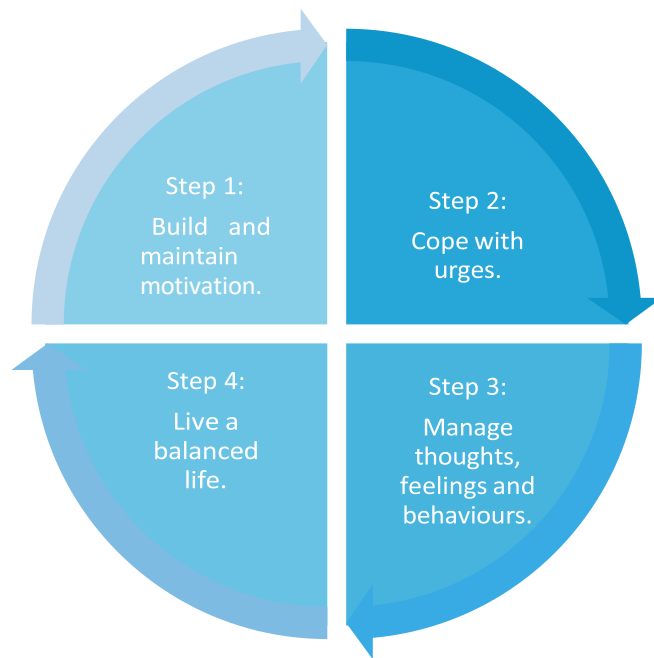 Step 1:
Build and
maintain
motivation.
Step 2:
Cope with
urges.
Step 3:
Manage
thoughts,
feelings and
behaviours.
Step 4:
Live a
balanced
life.